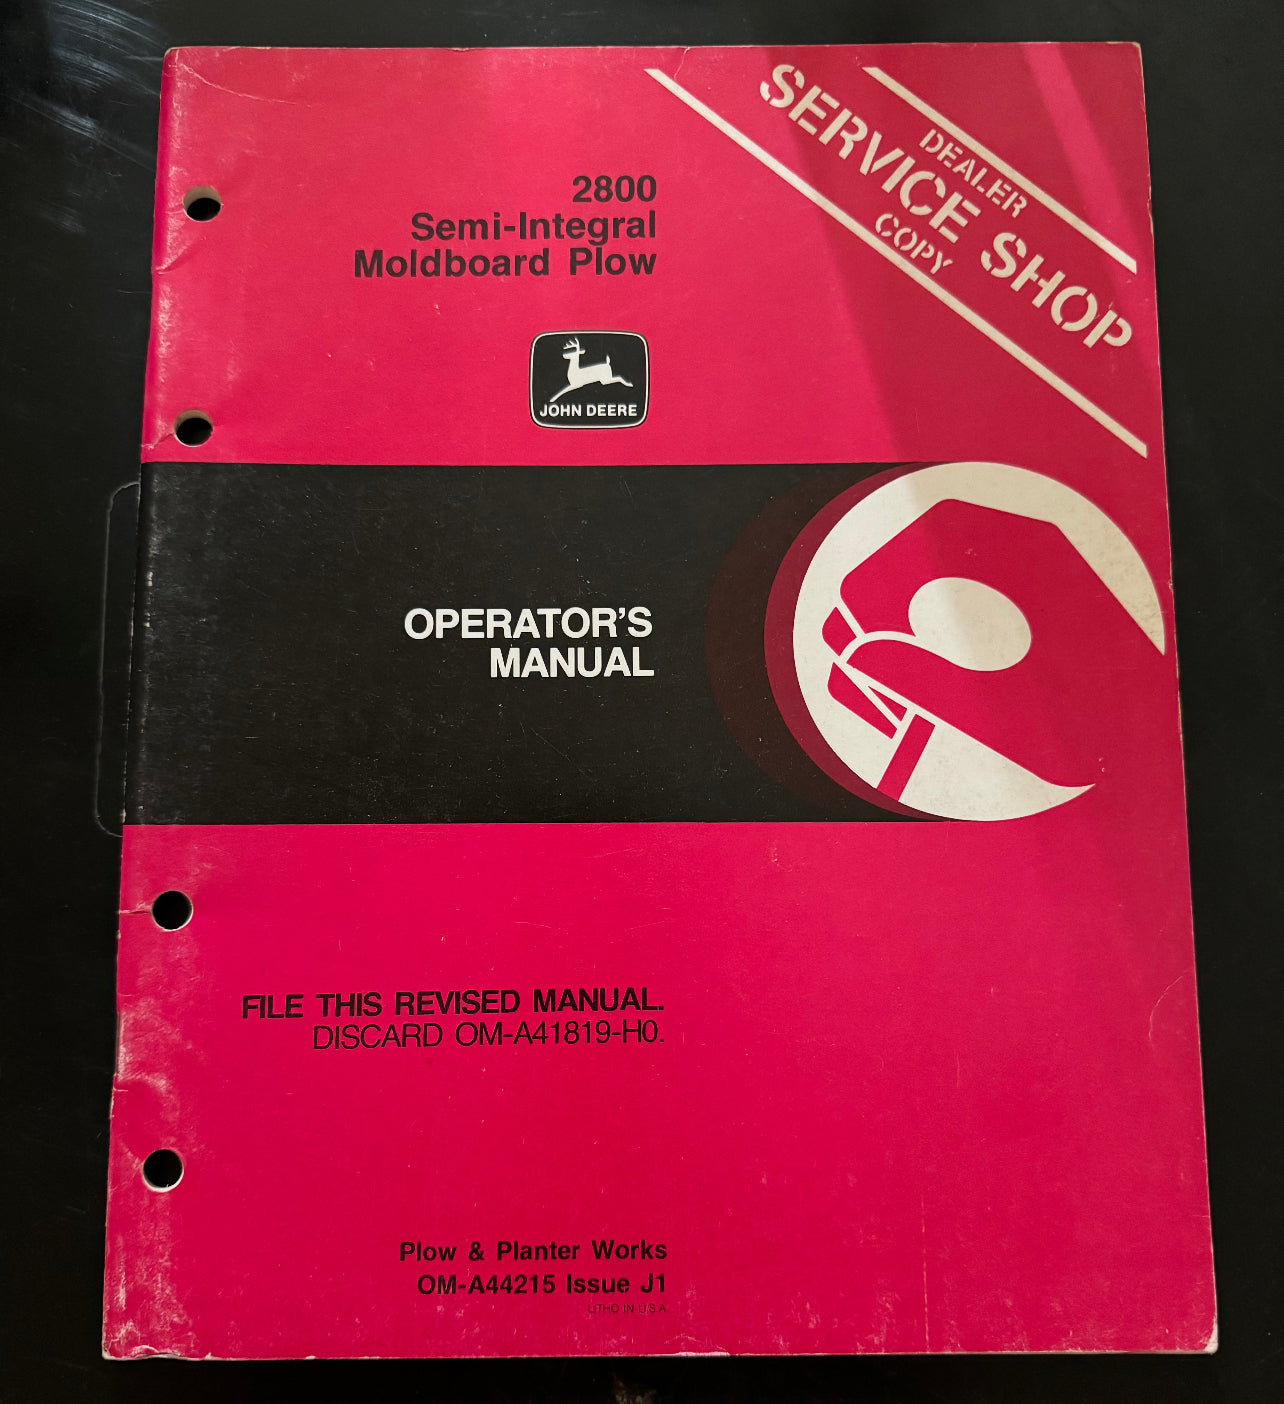 DEALER
SERVICE SHOP
COPY
2800
Semi-Integral
Moldboard Plow
JOHN DEERE
OPERATOR'S
MANUAL
FILE THIS REVISED MANUAL.
DISCARD OM-A41819-H0.
Plow & Planter Works
OM-A44215 Issue J1
LITHO IN U.S.A